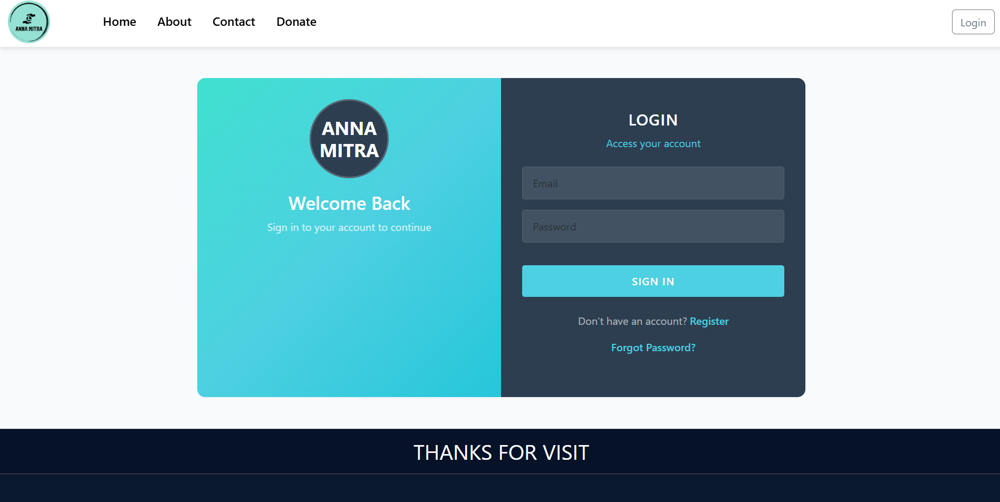 ANNA MITRA
Home
About
Contact
Donate
Login
ANNA
MITRA
Welcome Back
Sign in to your account to continue
LOGIN
Access your account
Email
Password
SIGN IN
Don't have an account? Register
Forgot Password?
THANKS FOR VISIT